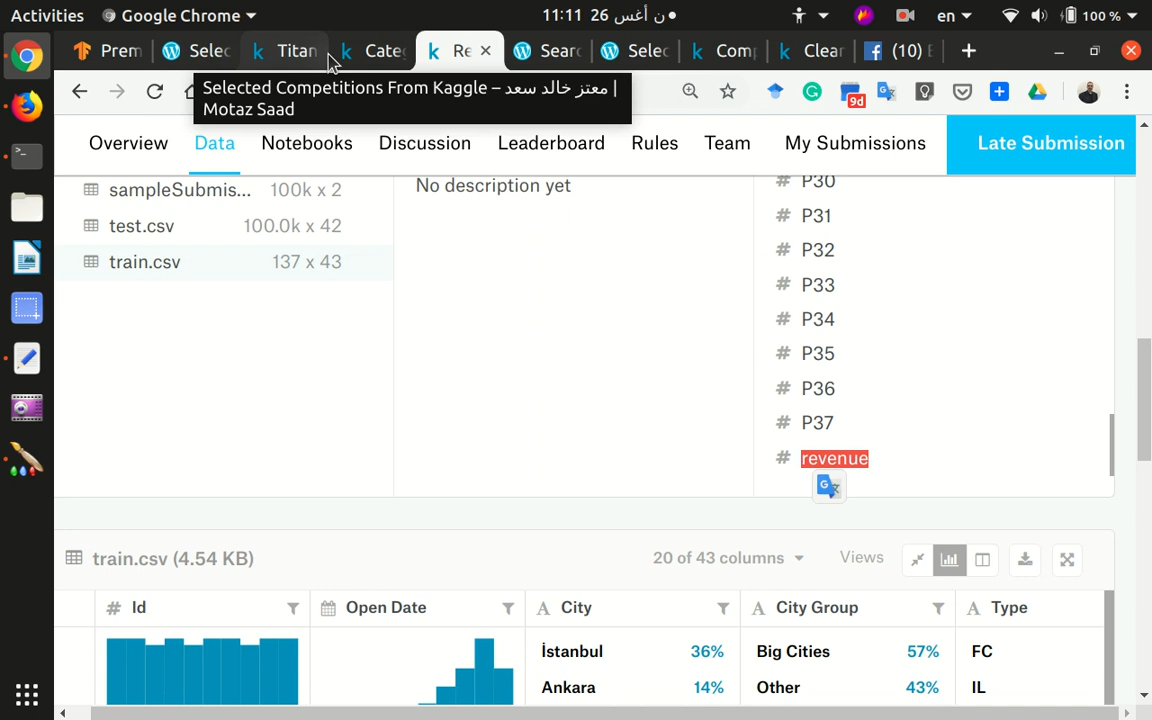 Activities Google Chrome 11:11 26 ن أغس en 100 %
Prem Selec Titan Cate Re Sear Selec Com Clear (10)
Selected Competitions From Kaggle – معتز خالد سعد |
Motaz Saad
9d
Overview Data Notebooks Discussion Leaderboard Rules Team My Submissions Late Submission
sampleSubmis... 100k x 2
test.csv 100.0k x 42
train.csv 137 x 43
No description yet
# P30
# P31
# P32
# P33
# P34
# P35
# P36
# P37
# revenue
train.csv (4.54 KB) 20 of 43 columns Views
# Id Open Date A City A City Group A Type
İstanbul 36% Big Cities 57% FC
Ankara 14% Other 43% IL